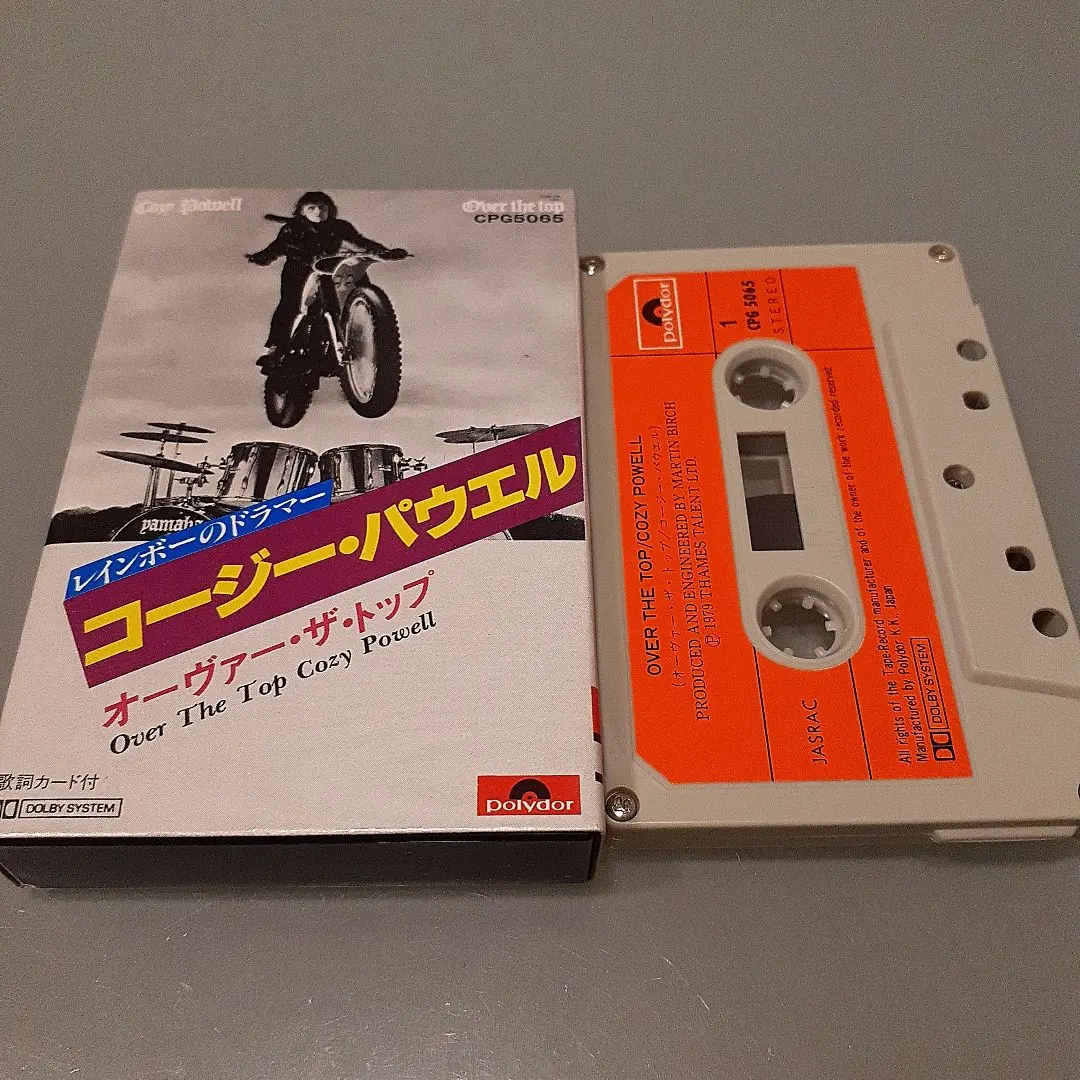 Cozy Powell
Over the top
CPG5065
yamaha
レインボーのドラマー
コージー・パウエル
オーヴァー・ザ・トップ
Over The Top Cozy Powell
歌詞カード付
DOLBY SYSTEM
polydor
polydor
1
CPG 5065
STEREO
OVER THE TOP/COZY POWELL
(オーヴァー・ザ・トップ/コージー・パウエル)
PRODUCED AND ENGINEERED BY MARTIN BIRCH
Ⓟ 1979 THAMES TALENT LTD.
JASRAC
All rights of the Tape-Record manufacturer and of the owner of the work recorded reserved
Manufactured by Polydor K.K., Japan
DOLBY SYSTEM